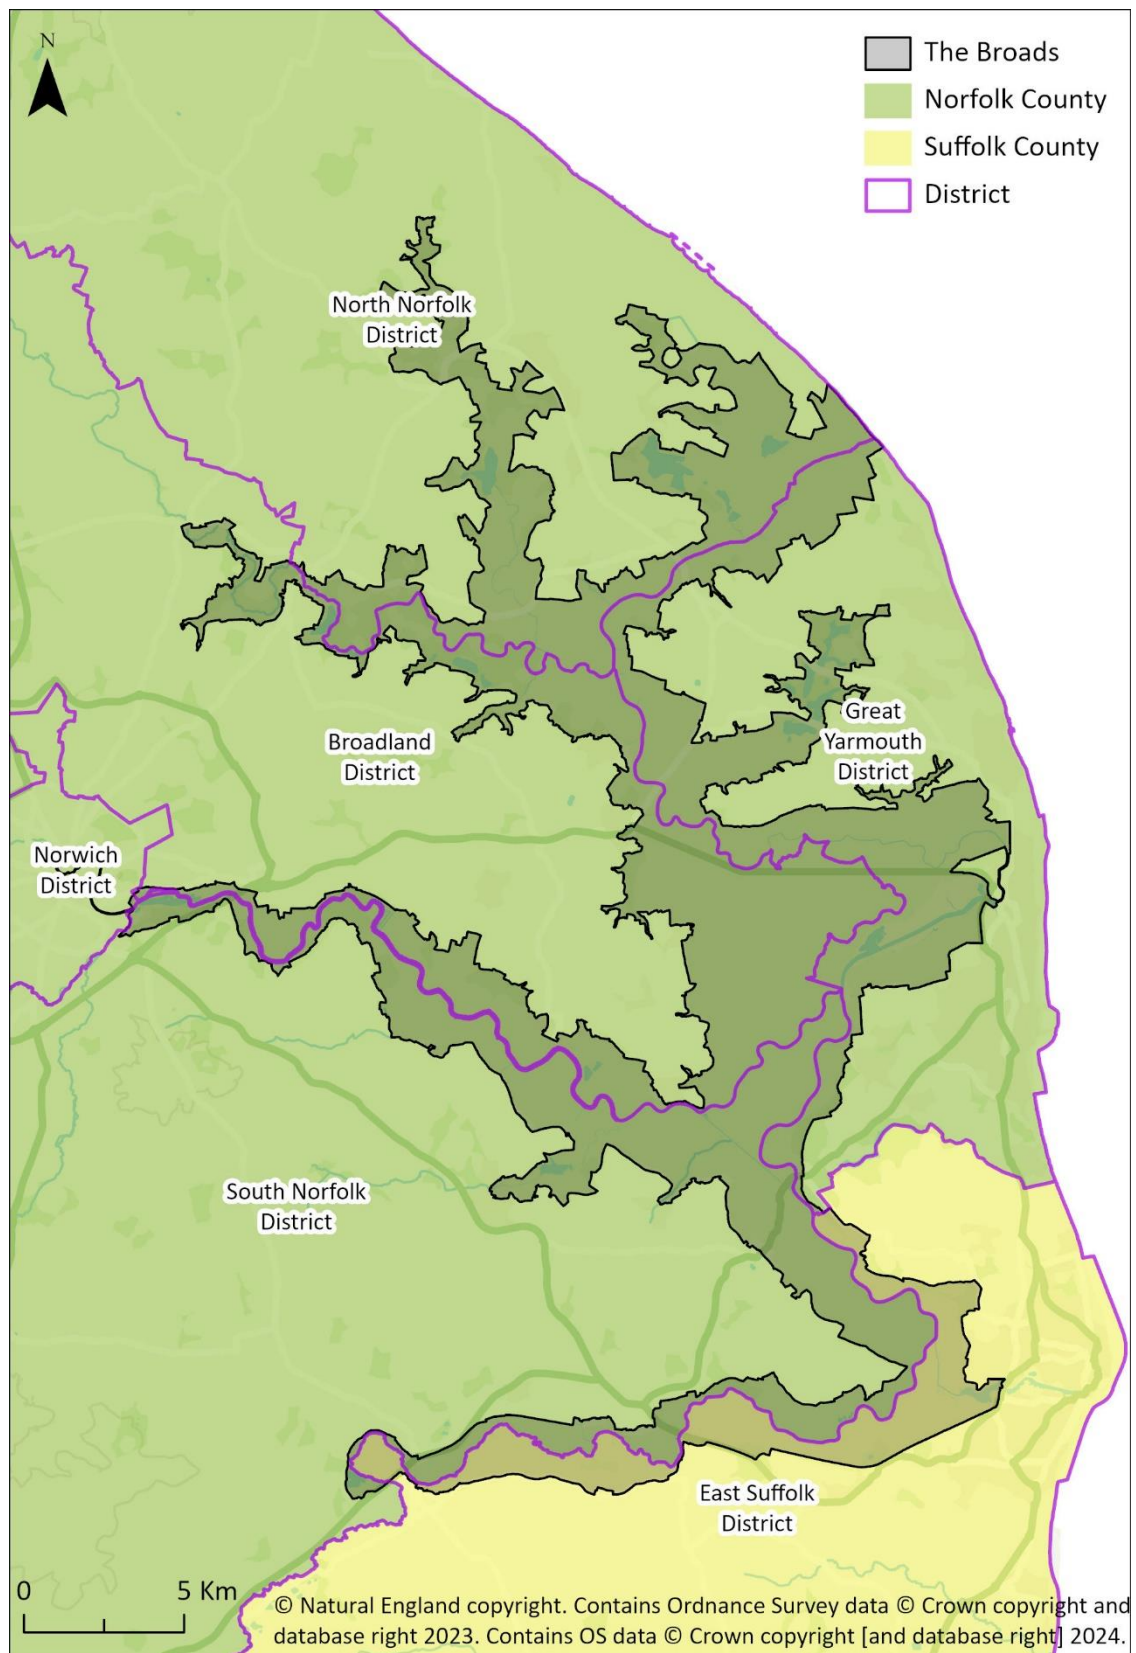 N
The Broads
Norfolk County
Suffolk County
District
North Norfolk
District
Great
Yarmouth
District
Broadland
District
Norwich
District
South Norfolk
District
East Suffolk
District
0 5 Km
© Natural England copyright. Contains Ordnance Survey data © Crown copyright and
database right 2023. Contains OS data © Crown copyright [and database right] 2024.